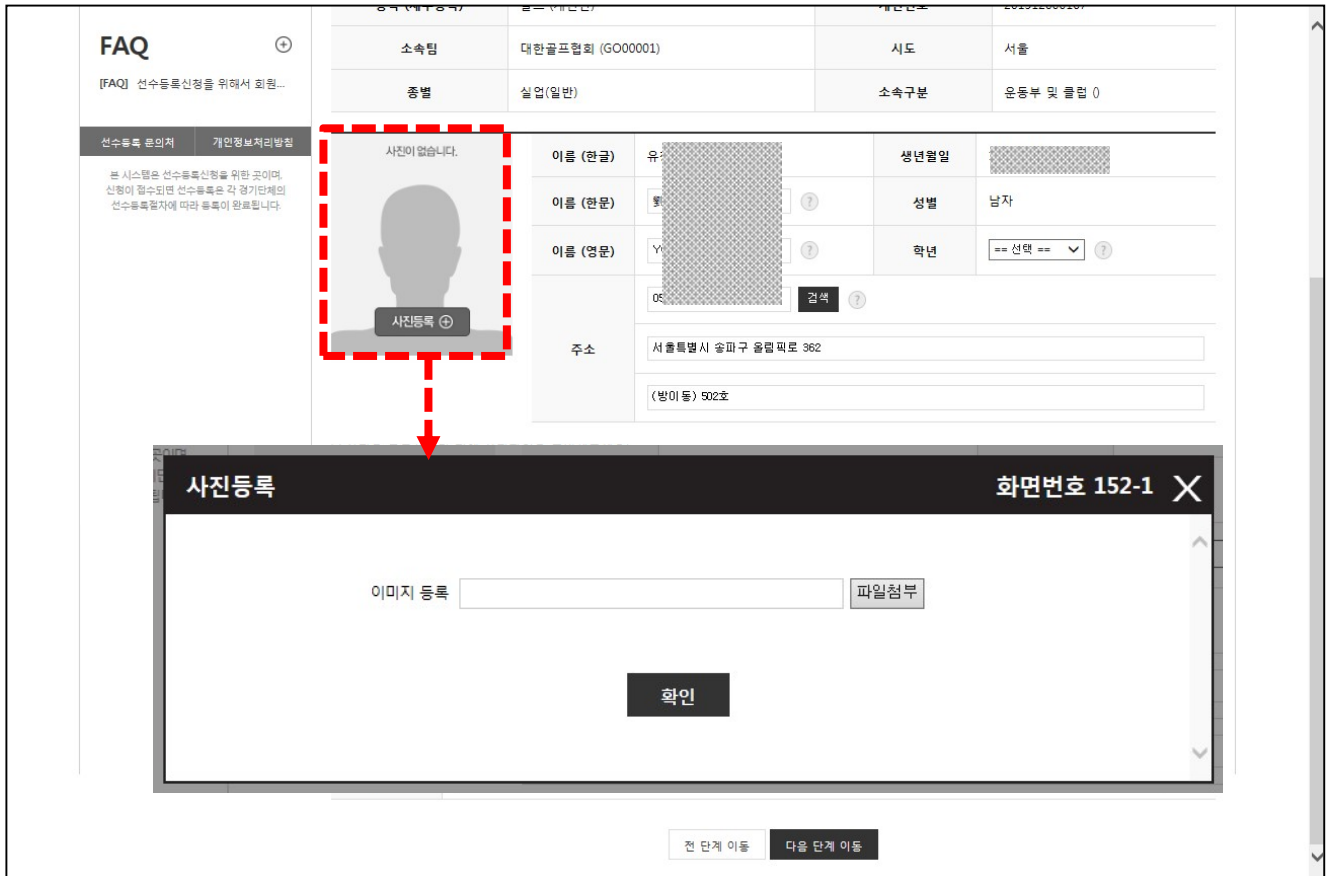 FAQ
[FAQ] 선수등록신청을 위해서 회원...
선수등록 문의처 개인정보처리방침
본 시스템은 선수등록신청을 위한 곳이며,
신청이 접수되면 선수등록은 각 경기단체의
선수등록절차에 따라 등록이 완료됩니다.
소속팀 대한골프협회 (GO00001) 시도 서울
종별 실업(일반) 소속구분 운동부 및 클럽 ()
사진이 없습니다.
사진등록
이름 (한글) 생년월일
이름 (한문) ? 성별 남자
이름 (영문) ? 학년 == 선택 == ?
검색 ?
주소 서울특별시 송파구 올림픽로 362
(방이동) 502호
사진등록 화면번호 152-1 X
이미지 등록 파일첨부
확인
전 단계 이동 다음 단계 이동